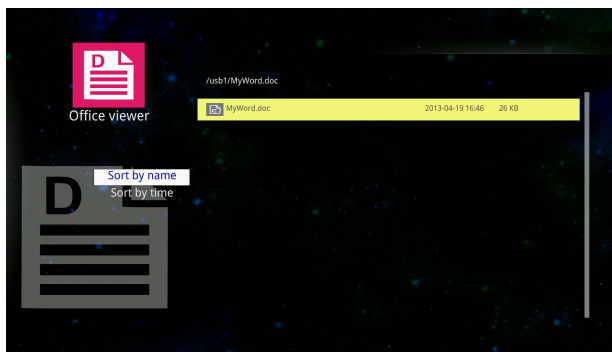 D
Office viewer
/usb1/MyWord.doc
MyWord.doc 2013-04-19 16:46 26 KB
Sort by name
Sort by time
D